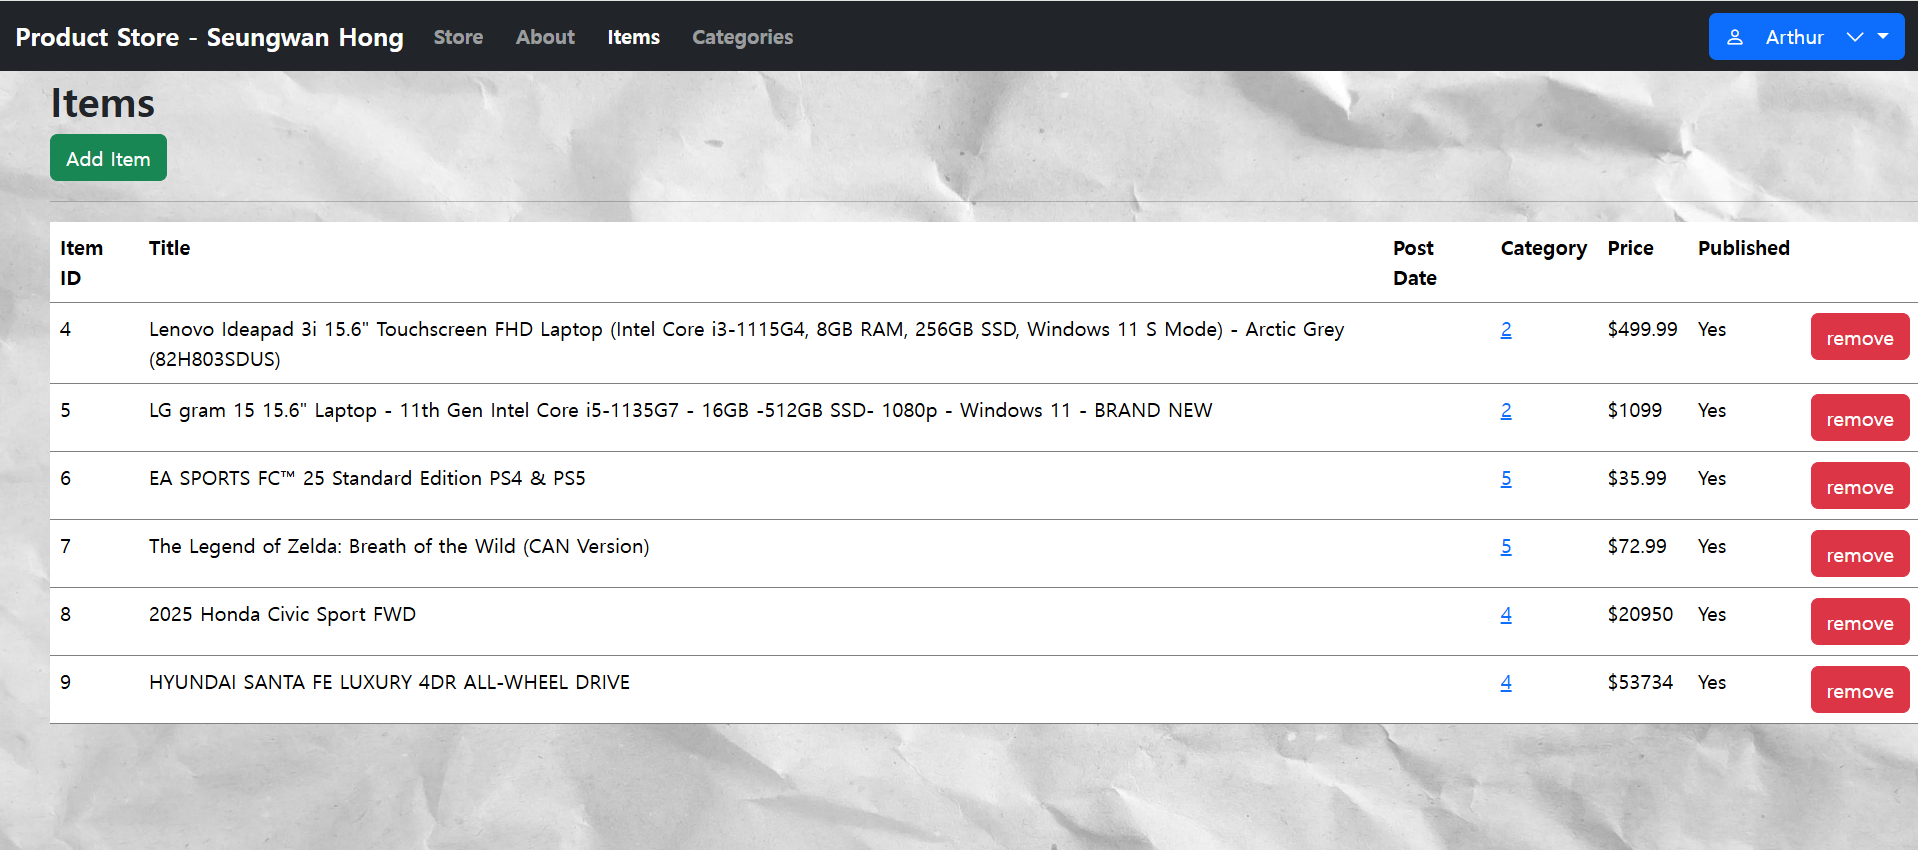 Product Store - Seungwan Hong Store About Items Categories Arthur
Items
Add Item
Item ID Title Post Date Category Price Published
4 Lenovo Ideapad 3i 15.6" Touchscreen FHD Laptop (Intel Core i3-1115G4, 8GB RAM, 256GB SSD, Windows 11 S Mode) - Arctic Grey 2 $499.99 Yes remove
(82H803SDUS)
5 LG gram 15 15.6" Laptop - 11th Gen Intel Core i5-1135G7 - 16GB -512GB SSD- 1080p - Windows 11 - BRAND NEW 2 $1099 Yes remove
6 EA SPORTS FC™ 25 Standard Edition PS4 & PS5 5 $35.99 Yes remove
7 The Legend of Zelda: Breath of the Wild (CAN Version) 5 $72.99 Yes remove
8 2025 Honda Civic Sport FWD 4 $20950 Yes remove
9 HYUNDAI SANTA FE LUXURY 4DR ALL-WHEEL DRIVE 4 $53734 Yes remove